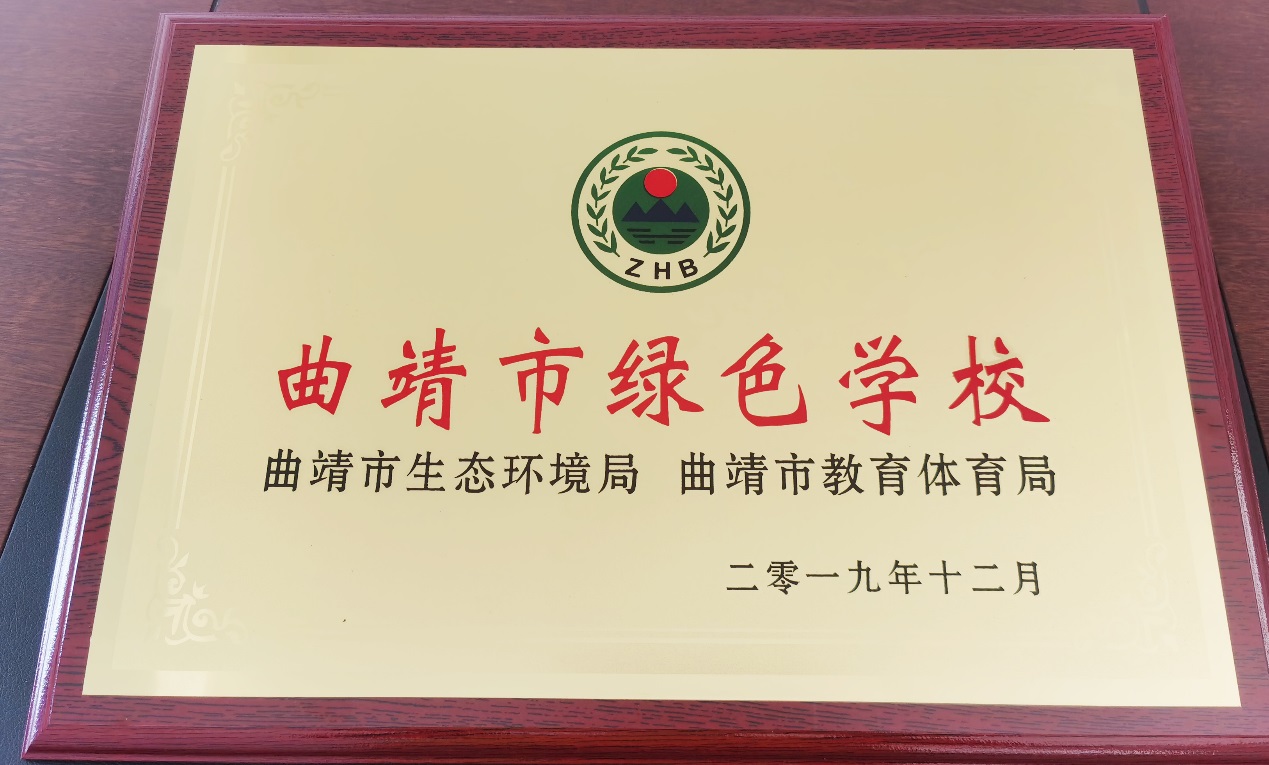 ZHB
曲靖市绿色学校
曲靖市生态环境局 曲靖市教育体育局
二零一九年十二月